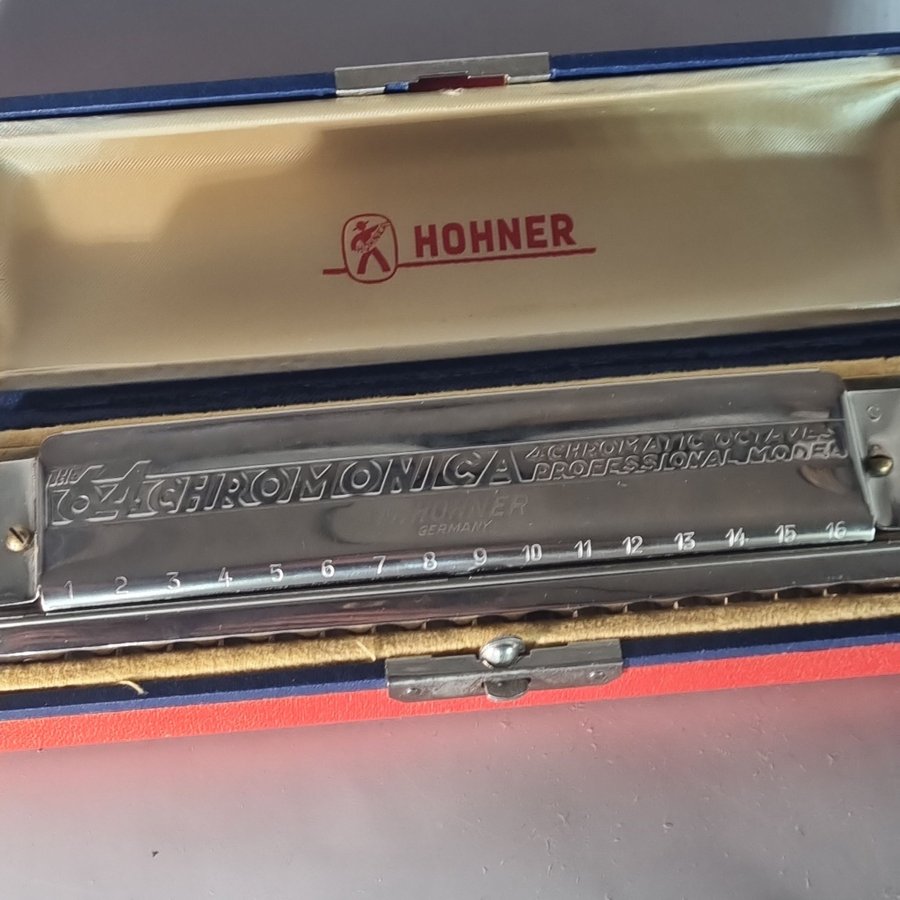 HOHNER
THE
64 CHROMONICA
4 CHROMATIC OCTAVES
PROFESSIONAL MODEL
M. HOHNER
GERMANY
1 2 3 4 5 6 7 8 9 10 11 12 13 14 15 16